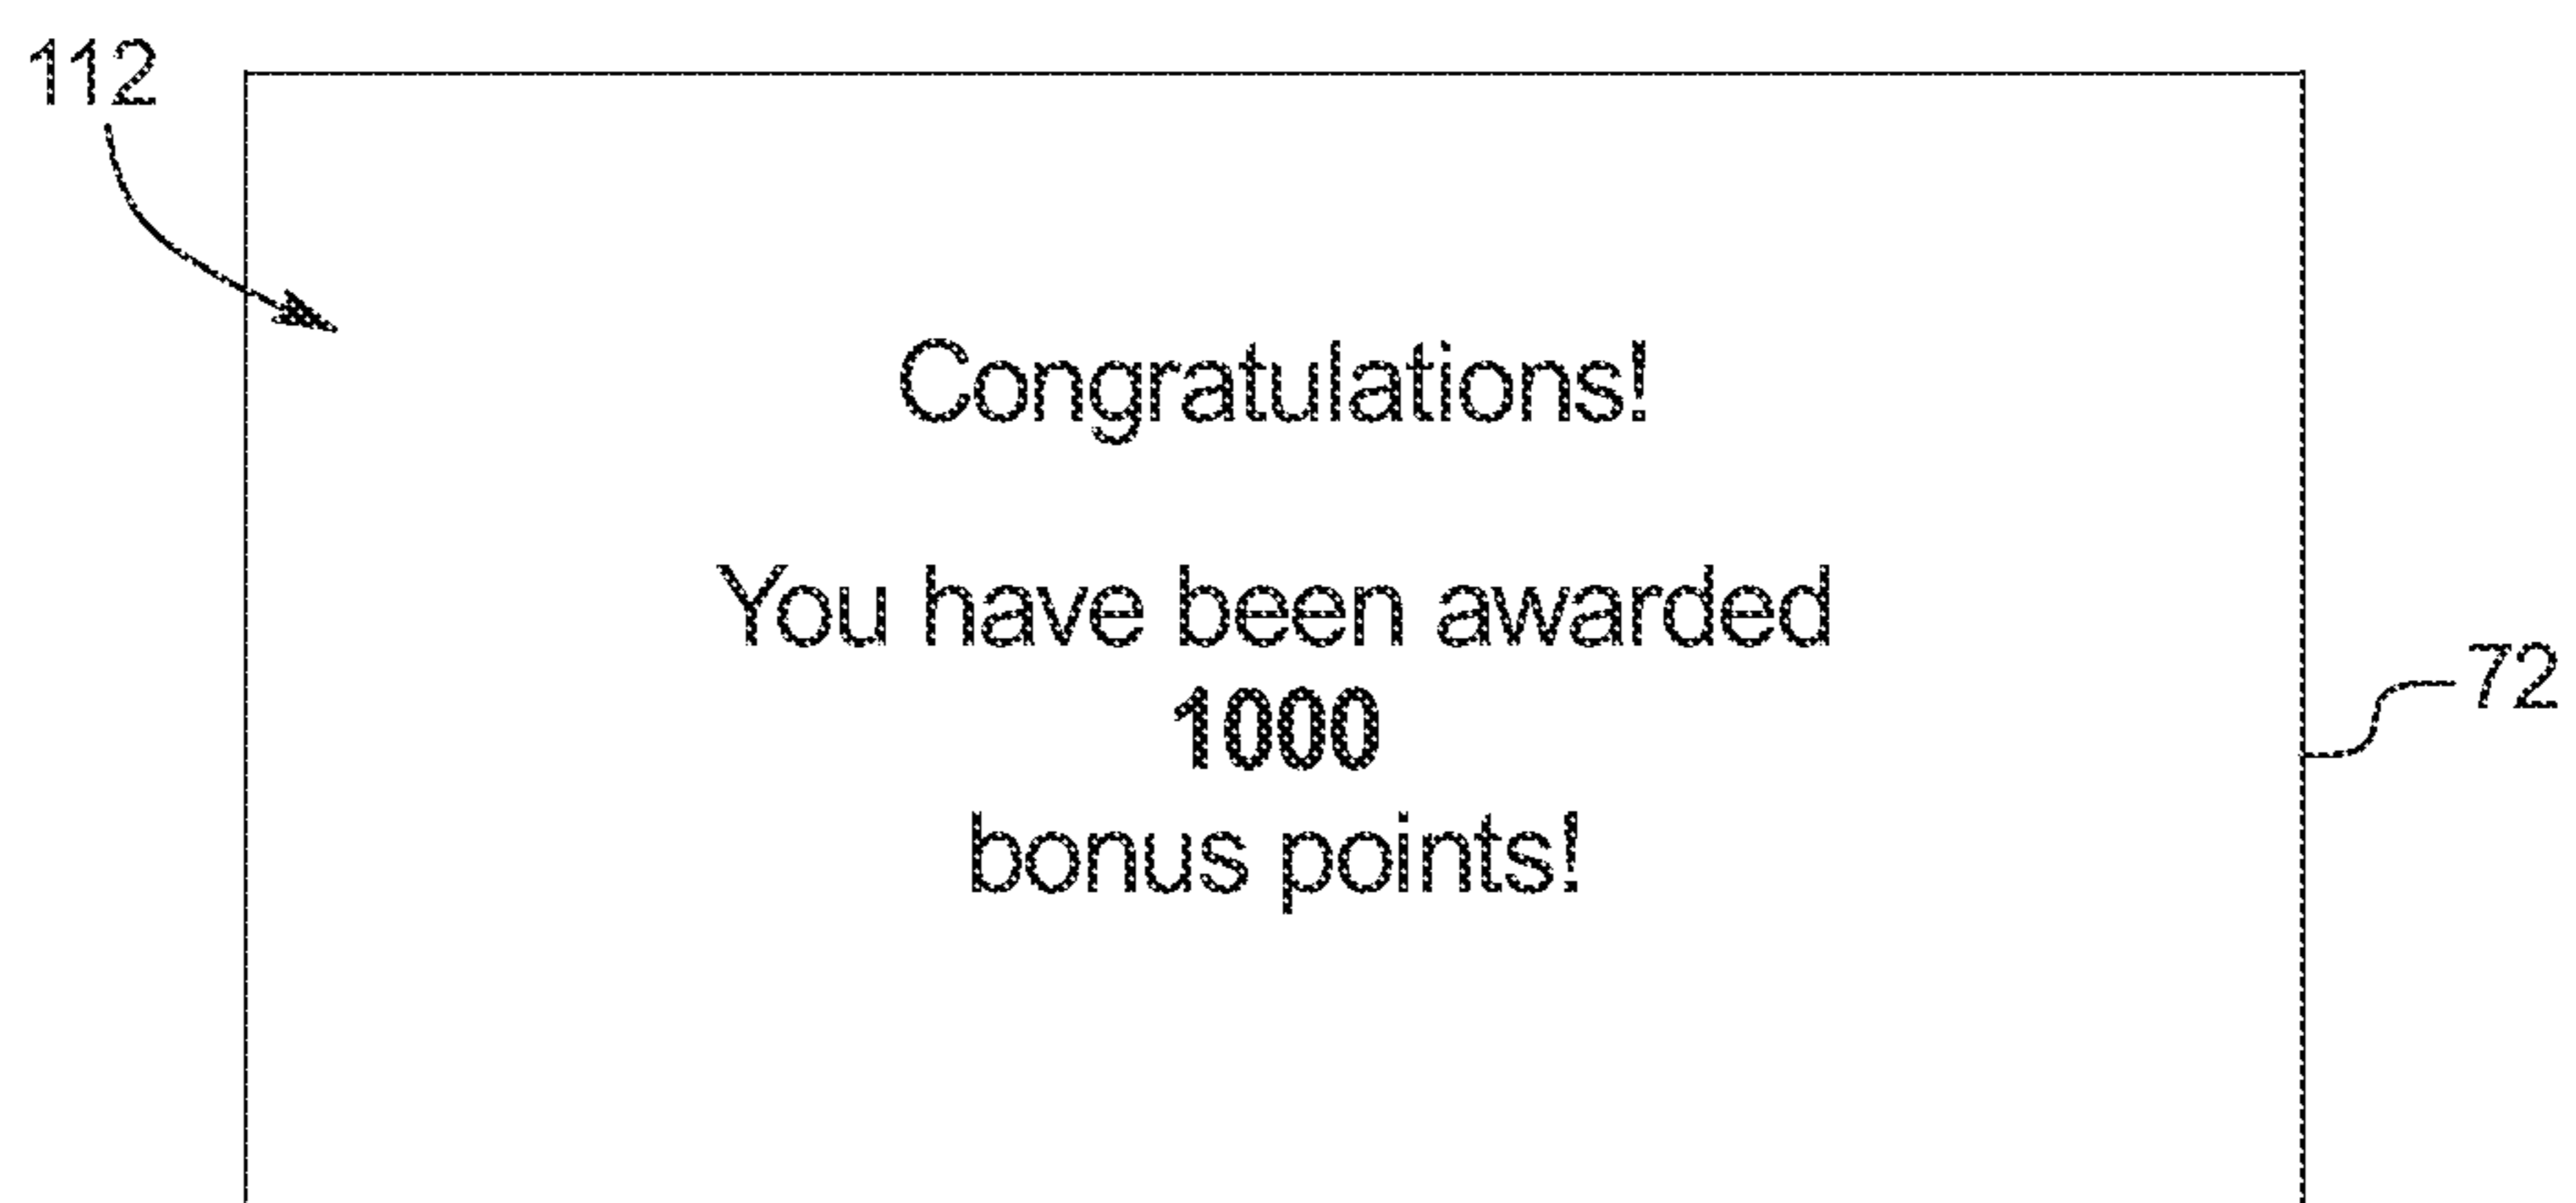 112
Congratulations!
You have been awarded
1000
bonus points!
72